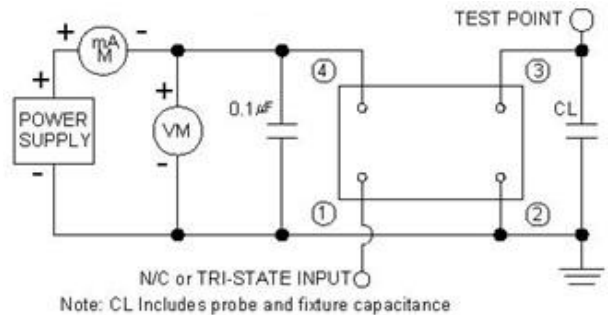 TEST POINT
+ mA M -
+ ④ ③
POWER SUPPLY
+ VM
0.1μF
CL
-
-
① ②
N/C or TRI-STATE INPUT
Note: CL Includes probe and fixture capacitance